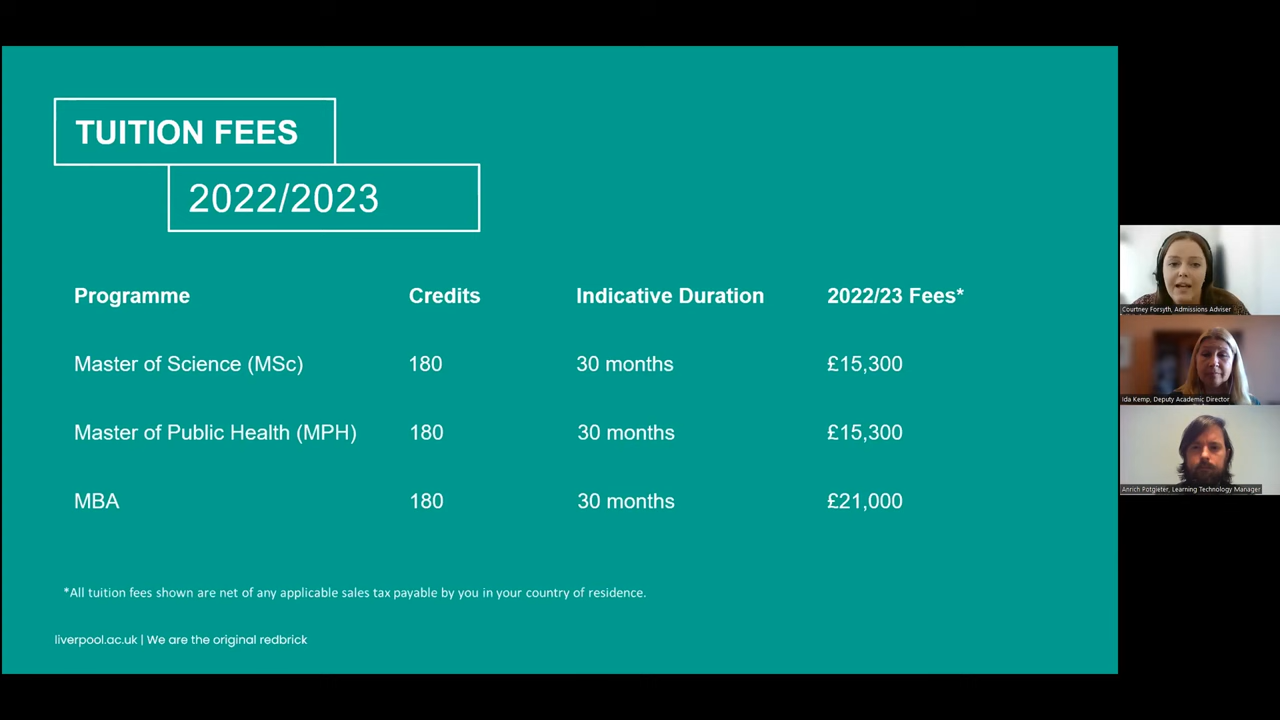 TUITION FEES
2022/2023
Programme Credits Indicative Duration 2022/23 Fees*
Master of Science (MSc) 180 30 months £15,300
Master of Public Health (MPH) 180 30 months £15,300
MBA 180 30 months £21,000
*All tuition fees shown are net of any applicable sales tax payable by you in your country of residence.
liverpool.ac.uk | We are the original redbrick
Courtney Forsyth, Admissions Adviser
Ida Kemp, Deputy Academic Director
Anrich Potgieter, Learning Technology Manager